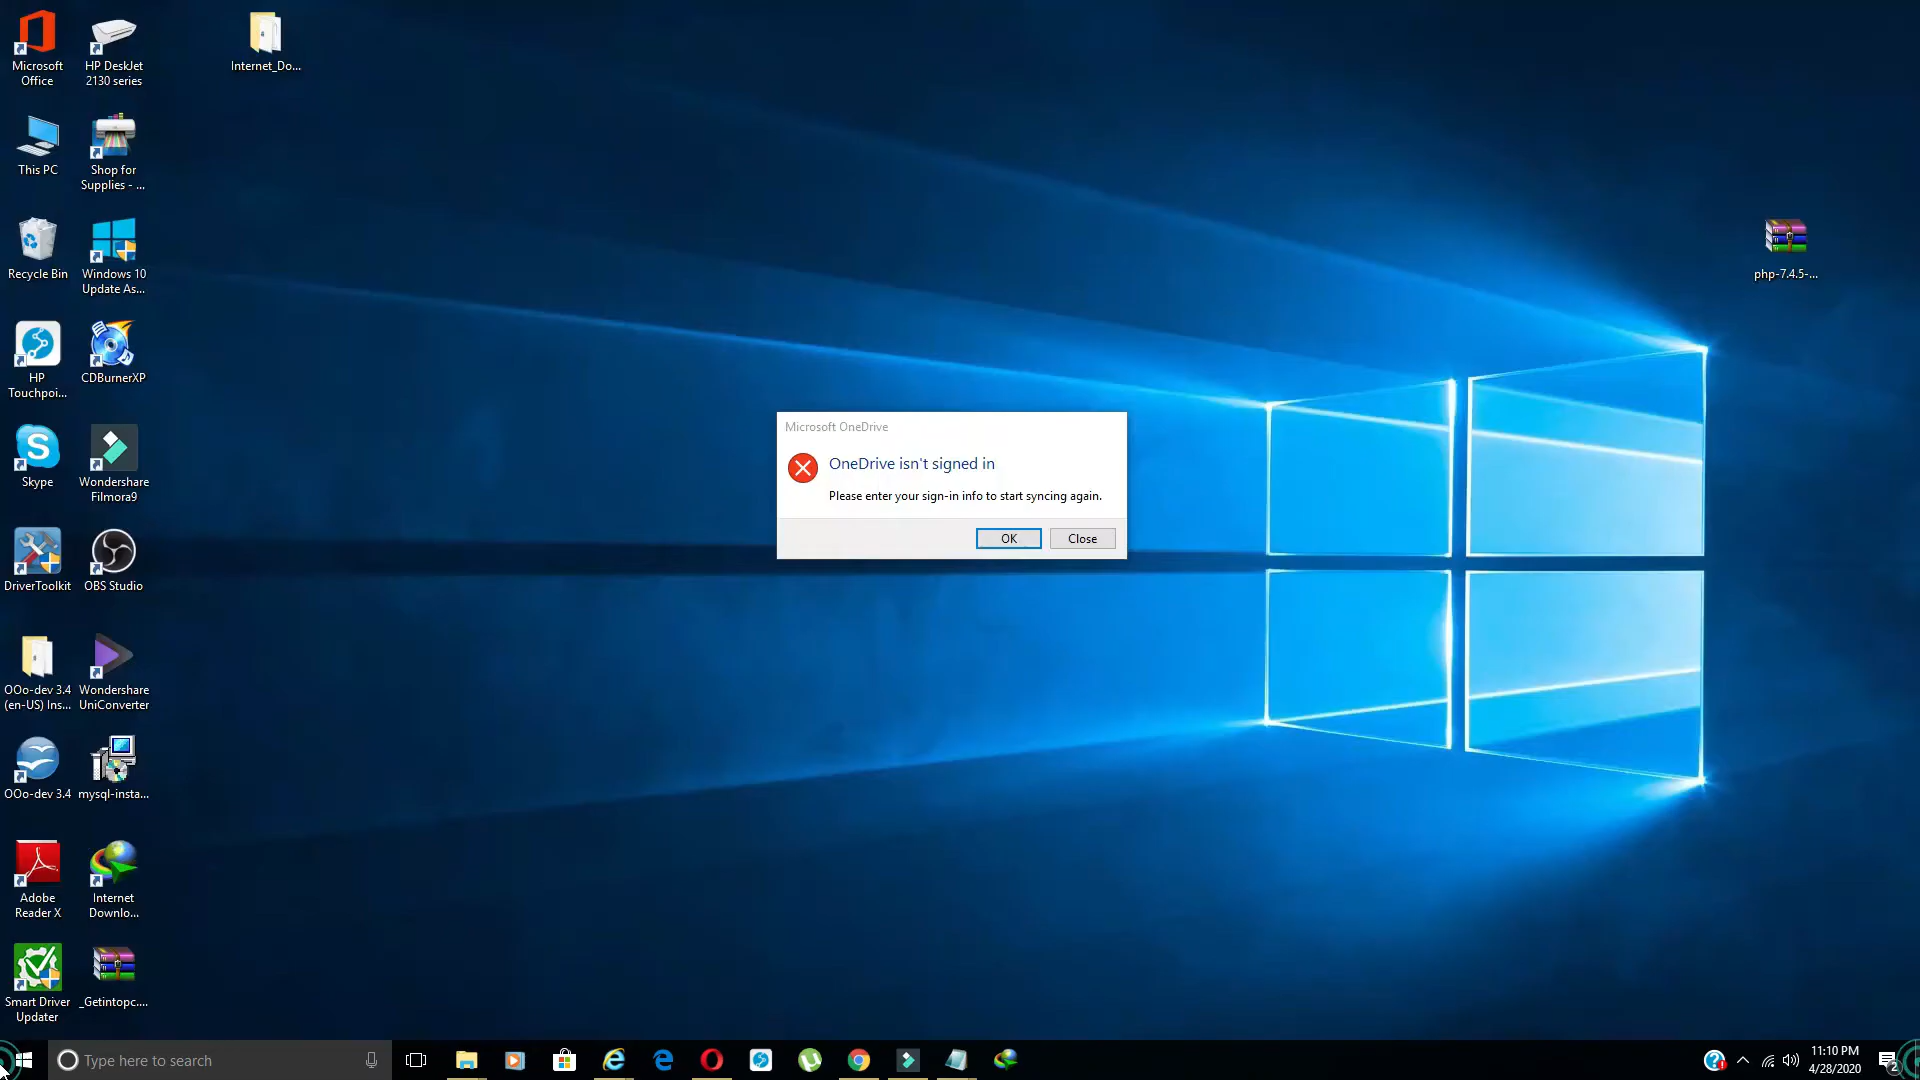 Microsoft
Office
HP DeskJet
2130 series
Internet_Do...
This PC
Shop for
Supplies - ...
Recycle Bin
Windows 10
Update As...
php-7.4.5-...
HP
Touchpoi...
CDBurnerXP
Skype
Wondershare
Filmora9
Microsoft OneDrive
OneDrive isn't signed in
Please enter your sign-in info to start syncing again.
OK
Close
DriverToolkit
OBS Studio
OOo-dev 3.4
(en-US) Ins...
Wondershare
UniConverter
OOo-dev 3.4
mysql-insta...
Adobe
Reader X
Internet
Downlo...
Smart Driver
Updater
_Getintopc....
Type here to search
11:10 PM
4/28/2020
2